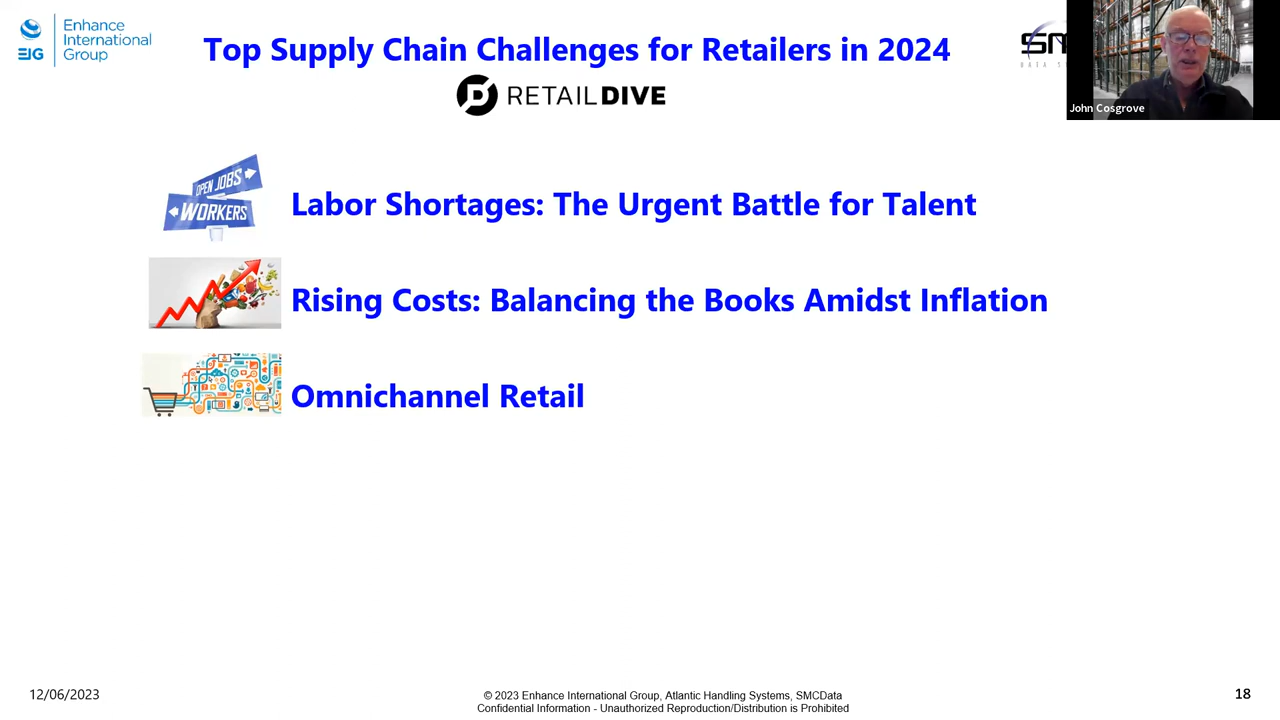 Enhance
International
Group
EIG
Top Supply Chain Challenges for Retailers in 2024
RETAILDIVE
John Cosgrove
OPEN JOBS
WORKERS
Labor Shortages: The Urgent Battle for Talent
Rising Costs: Balancing the Books Amidst Inflation
Omnichannel Retail
12/06/2023
© 2023 Enhance International Group, Atlantic Handling Systems, SMCData
Confidential Information - Unauthorized Reproduction/Distribution is Prohibited
18